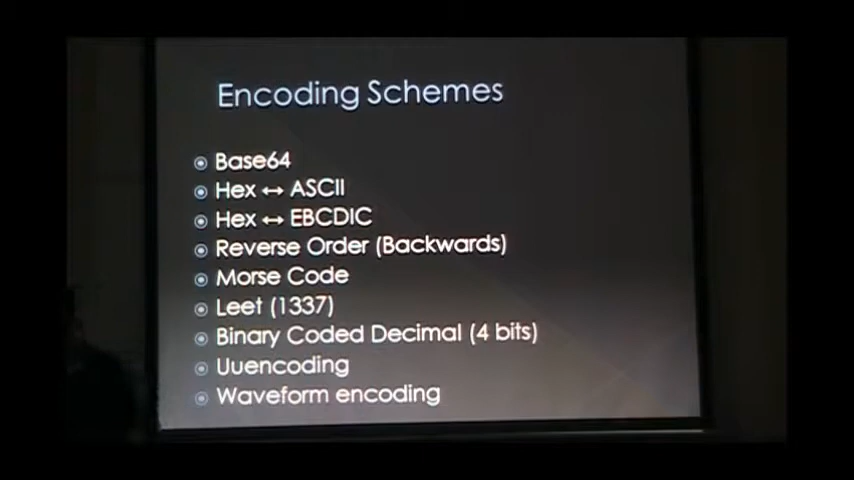 Encoding Schemes
Base64
Hex ↔ ASCII
Hex ↔ EBCDIC
Reverse Order (Backwards)
Morse Code
Leet (1337)
Binary Coded Decimal (4 bits)
Uuencoding
Waveform encoding